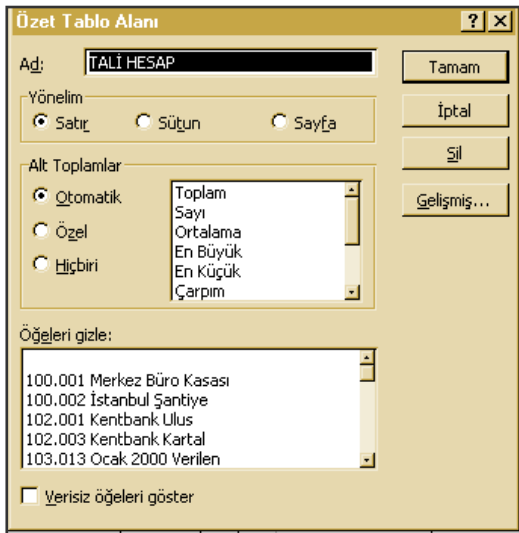 Özet Tablo Alanı
Ad: TALİ HESAP
Tamam
Yönelim
Satır Sütun Sayfa
İptal
Sil
Alt Toplamlar
Otomatik
Özel
Hiçbiri
Toplam
Sayı
Ortalama
En Büyük
En Küçük
Çarpım
Gelişmiş...
Öğeleri gizle:
100.001 Merkez Büro Kasası
100.002 İstanbul Şantiye
102.001 Kentbank Ulus
102.003 Kentbank Kartal
103.013 Ocak 2000 Verilen
Verisiz öğeleri göster